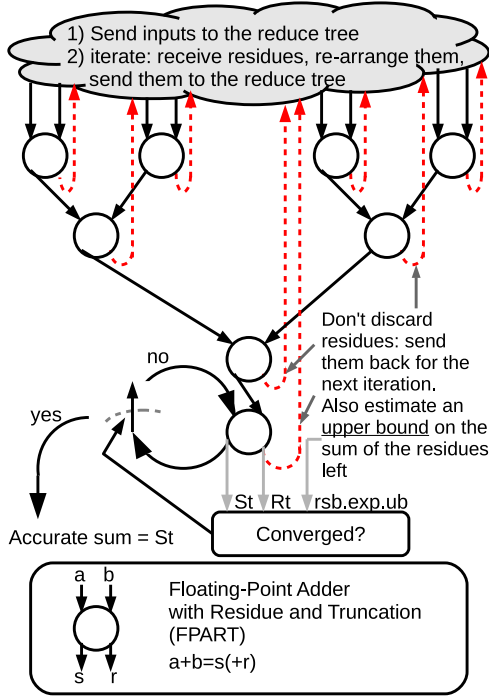 1) Send inputs to the reduce tree
2) iterate: receive residues, re-arrange them,
send them to the reduce tree
Don't discard
residues: send
them back for the
next iteration.
Also estimate an
upper bound on the
sum of the residues
left
no
yes
St
Rt
rsb.exp.ub
Accurate sum = St
Converged?
a
b
s
r
Floating-Point Adder
with Residue and Truncation
(FPART)
a+b=s(+r)